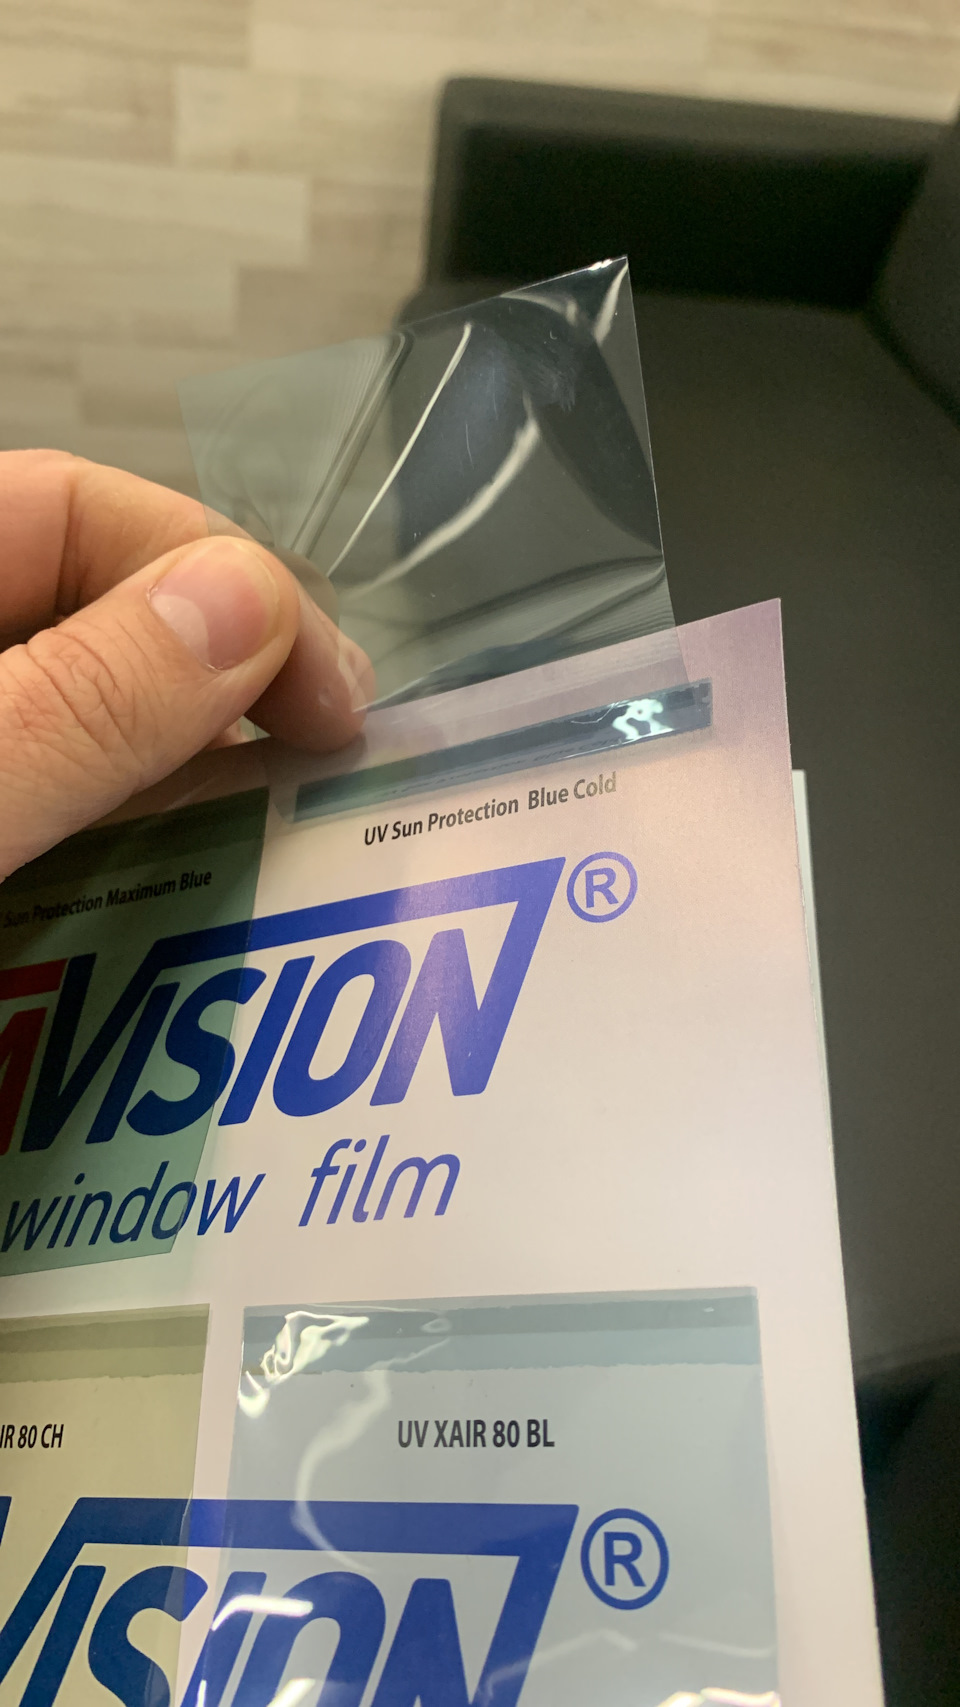 UV Sun Protection Blue Cold
Sun Protection Maximum Blue
VISION®
window film
IR 80 CH
UV XAIR 80 BL
VISION®